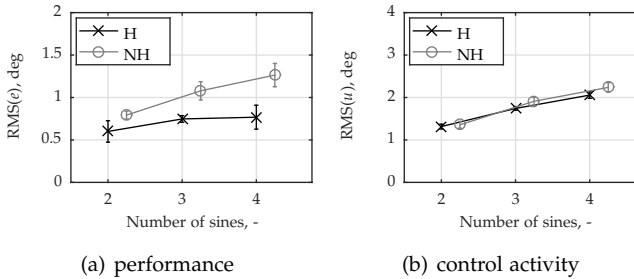 H
NH
RMS(e), deg
2
1.5
1
0.5
0
2
3
4
Number of sines, -
(a) performance
H
NH
RMS(u), deg
4
3
2
1
0
2
3
4
Number of sines, -
(b) control activity